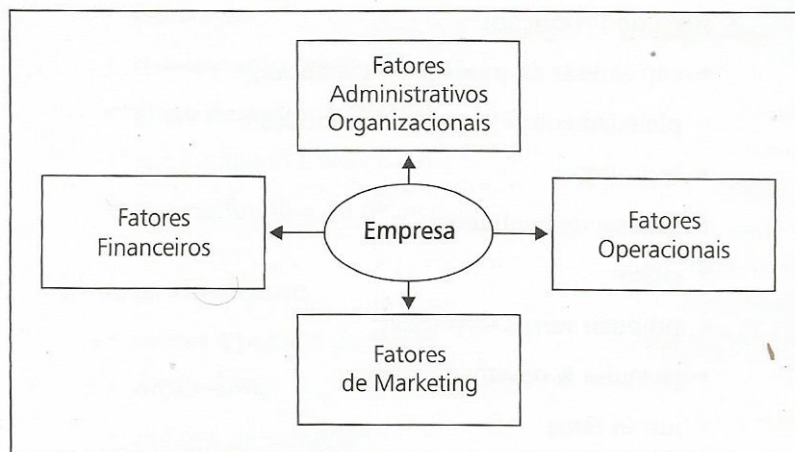 Fatores
Administrativos
Organizacionais
Fatores
Financeiros
Empresa
Fatores
Operacionais
Fatores
de Marketing